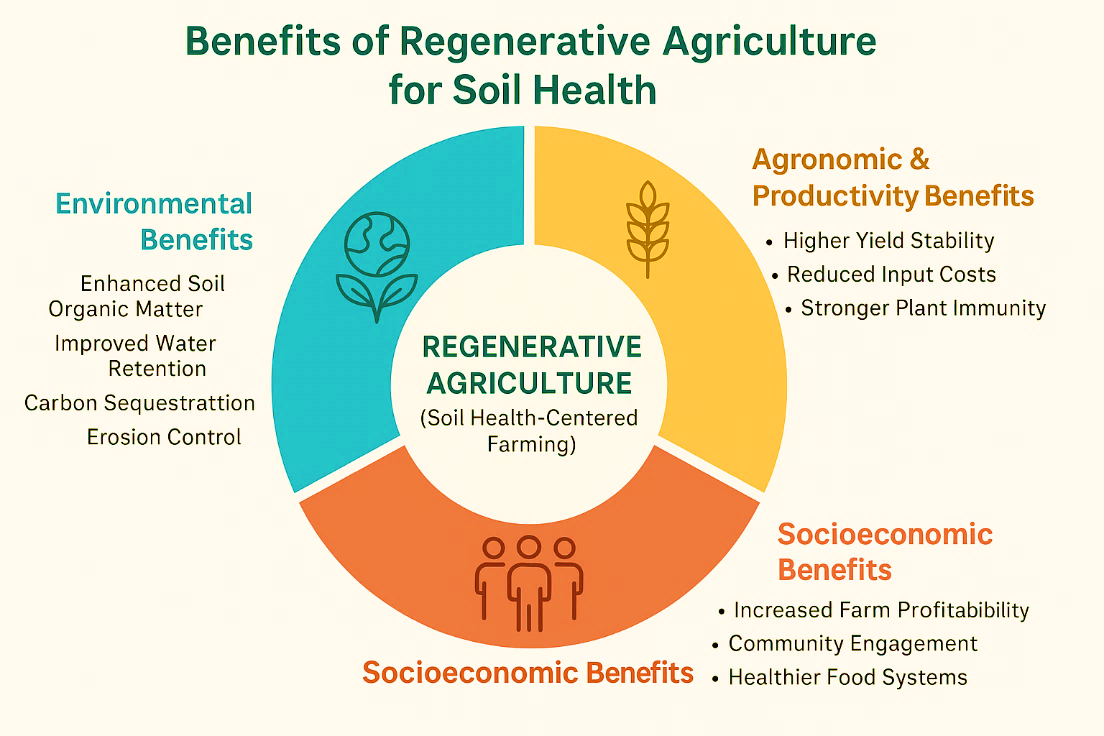 Benefits of Regenerative Agriculture
for Soil Health
Environmental
Benefits
Enhanced Soil
Organic Matter
Improved Water
Retention
Carbon Sequestrattion
Erosion Control
REGENERATIVE
AGRICULTURE
(Soil Health-Centered
Farming)
Agronomic &
Productivity Benefits
• Higher Yield Stability
• Reduced Input Costs
• Stronger Plant Immunity
Socioeconomic
Benefits
• Increased Farm Profitabibility
• Community Engagement
• Healthier Food Systems
Socioeconomic Benefits